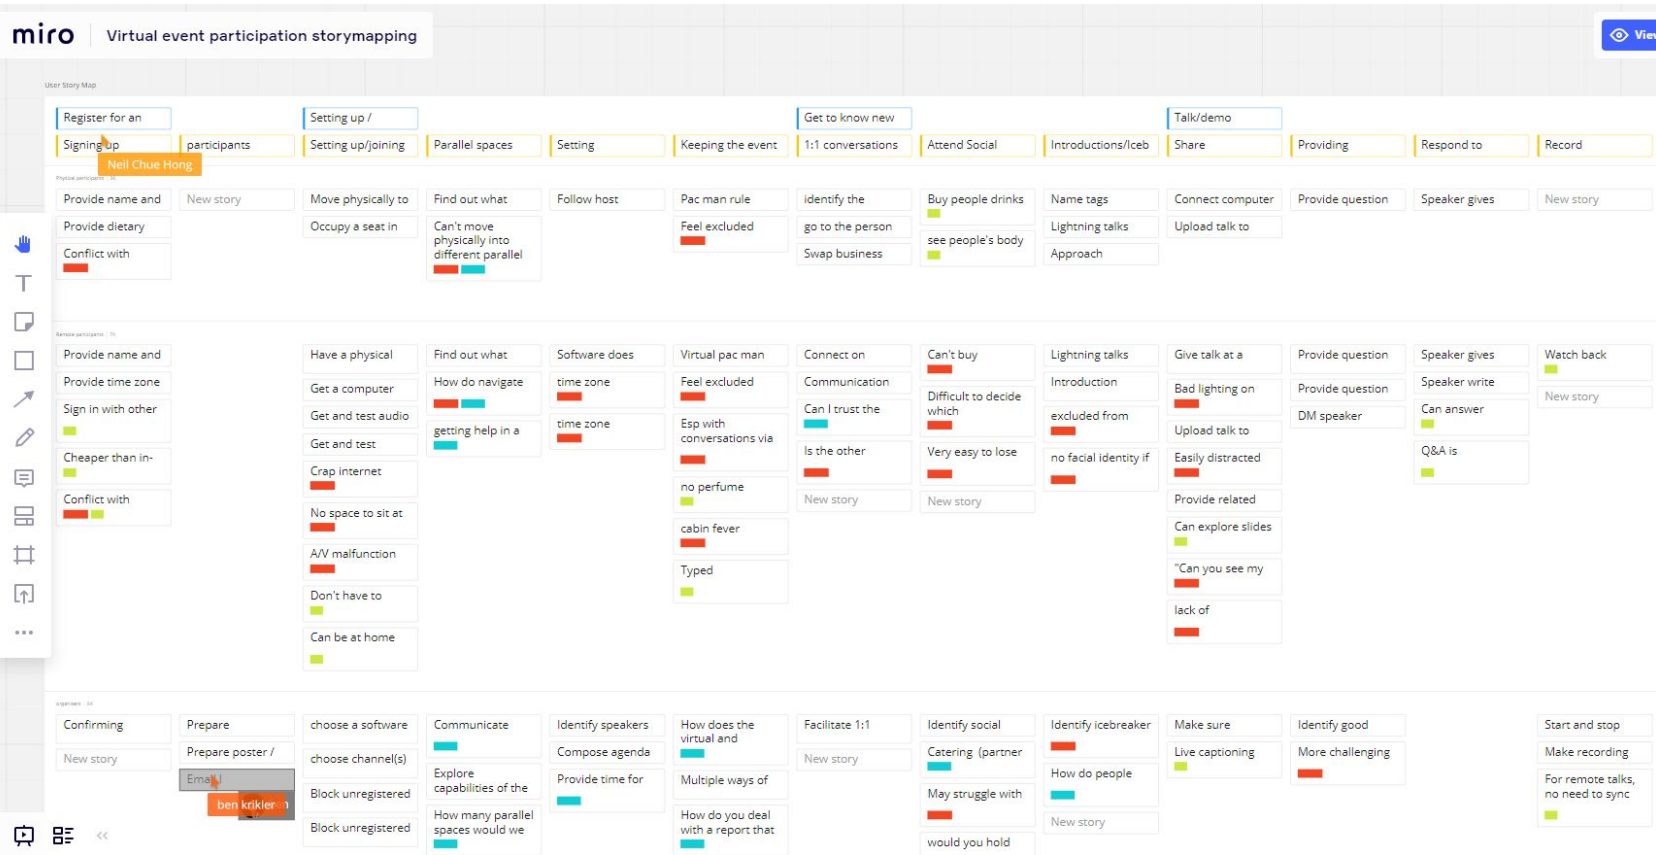 miro
Virtual event participation storymapping
View
User Story Map
Register for an
Setting up /
Get to know new
Talk/demo
Signing up
participants
Setting up/joining
Parallel spaces
Setting
Keeping the event
1:1 conversations
Attend Social
Introductions/Iceb
Share
Providing
Respond to
Record
Neil Chue Hong
Physical participants
Provide name and
New story
Move physically to
Find out what
Follow host
Pac man rule
identify the
Buy people drinks
Name tags
Connect computer
Provide question
Speaker gives
New story
Provide dietary
Occupy a seat in
Can't move
physically into
different parallel
Feel excluded
go to the person
see people's body
Lightning talks
Upload talk to
Conflict with
Swap business
Approach
Remote participants
Provide name and
Have a physical
Find out what
Software does
Virtual pac man
Connect on
Can't buy
Lightning talks
Give talk at a
Provide question
Speaker gives
Watch back
Provide time zone
Get a computer
How do navigate
time zone
Feel excluded
Communication
Difficult to decide
which
Introduction
Bad lighting on
Provide question
Speaker write
New story
Sign in with other
Get and test audio
getting help in a
time zone
Esp with
conversations via
Can I trust the
Very easy to lose
excluded from
Upload talk to
DM speaker
Can answer
Cheaper than in-
Get and test
no perfume
Is the other
New story
no facial identity if
Easily distracted
Q&A is
Conflict with
Crap internet
cabin fever
New story
Provide related
No space to sit at
Typed
Can explore slides
A/V malfunction
"Can you see my
Don't have to
lack of
Can be at home
Confirming
Prepare
choose a software
Communicate
Identify speakers
How does the
virtual and
Facilitate 1:1
Identify social
Identify icebreaker
Make sure
Identify good
Start and stop
New story
Prepare poster /
choose channel(s)
Explore
capabilities of the
Compose agenda
Multiple ways of
New story
Catering (partner
How do people
Live captioning
More challenging
Make recording
Block unregistered
How many parallel
spaces would we
Provide time for
How do you deal
with a report that
May struggle with
New story
For remote talks,
no need to sync
ben krikler
Block unregistered
would you hold